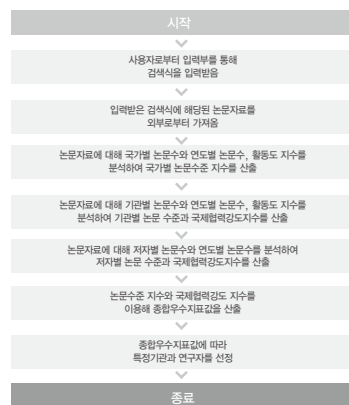 시작
사용자로부터 입력부를 통해
검색식을 입력받음
입력받은 검색식에 해당된 논문자료를
외부로부터 가져옴
논문자료에 대해 국가별 논문수와 연도별 논문수, 활동도 지수를
분석하여 국가별 논문수준 지수를 산출
논문자료에 대해 기관별 논문수와 연도별 논문수, 활동도 지수를
분석하여 기관별 논문 수준과 국제협력강도지수를 산출
논문자료에 대해 저자별 논문수와 연도별 논문수를 분석하여
저자별 논문 수준과 국제협력강도지수를 산출
논문수준 지수와 국제협력강도 지수를
이용해 종합우수지표값을 산출
종합우수지표값에 따라
특정기관과 연구자를 선정
종료